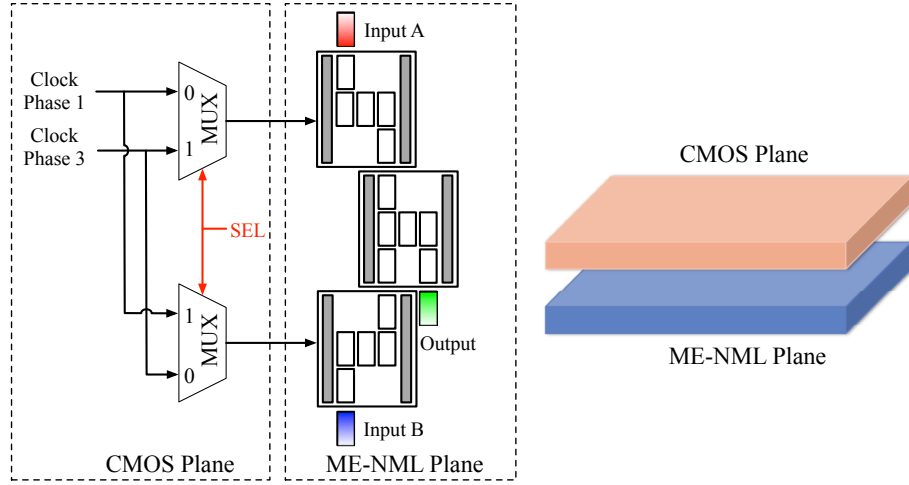 Input A
Clock
Phase 1
0
MUX
1
Clock
Phase 3
SEL
1
MUX
0
Output
Input B
CMOS Plane
ME-NML Plane
CMOS Plane
ME-NML Plane